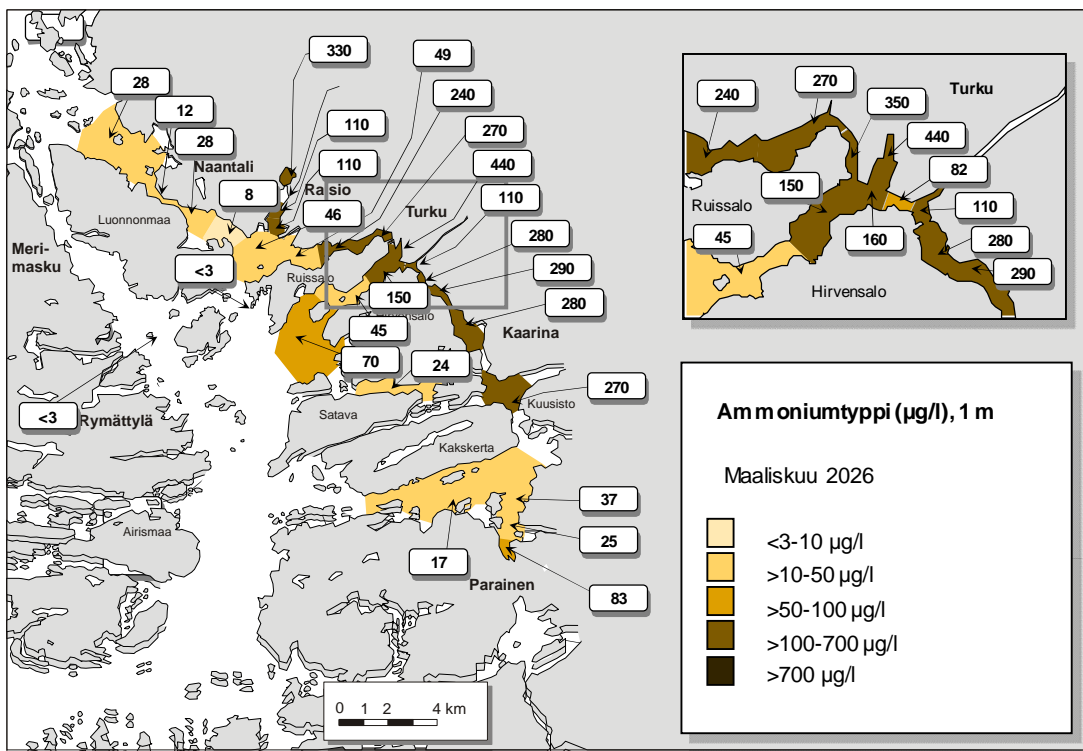 330
49
28
240
12
270
28
110
440
Naantali
110
110
Raisio
8
46
Turku
280
Luonnonmaa
Meri-
masku
290
<3
Ruissalo
150
Hirvensalo
280
Kaarina
45
70
24
270
<3
Rymättylä
Satava
Kuusisto
Kakskerta
37
Airismaa
25
17
Parainen
83
0 1 2 4 km
270
Turku
240
350
440
82
150
Ruissalo
110
45
160
280
290
Hirvensalo
Ammoniumtyppi (µg/l), 1 m
Maaliskuu 2026
<3-10 µg/l
>10-50 µg/l
>50-100 µg/l
>100-700 µg/l
>700 µg/l